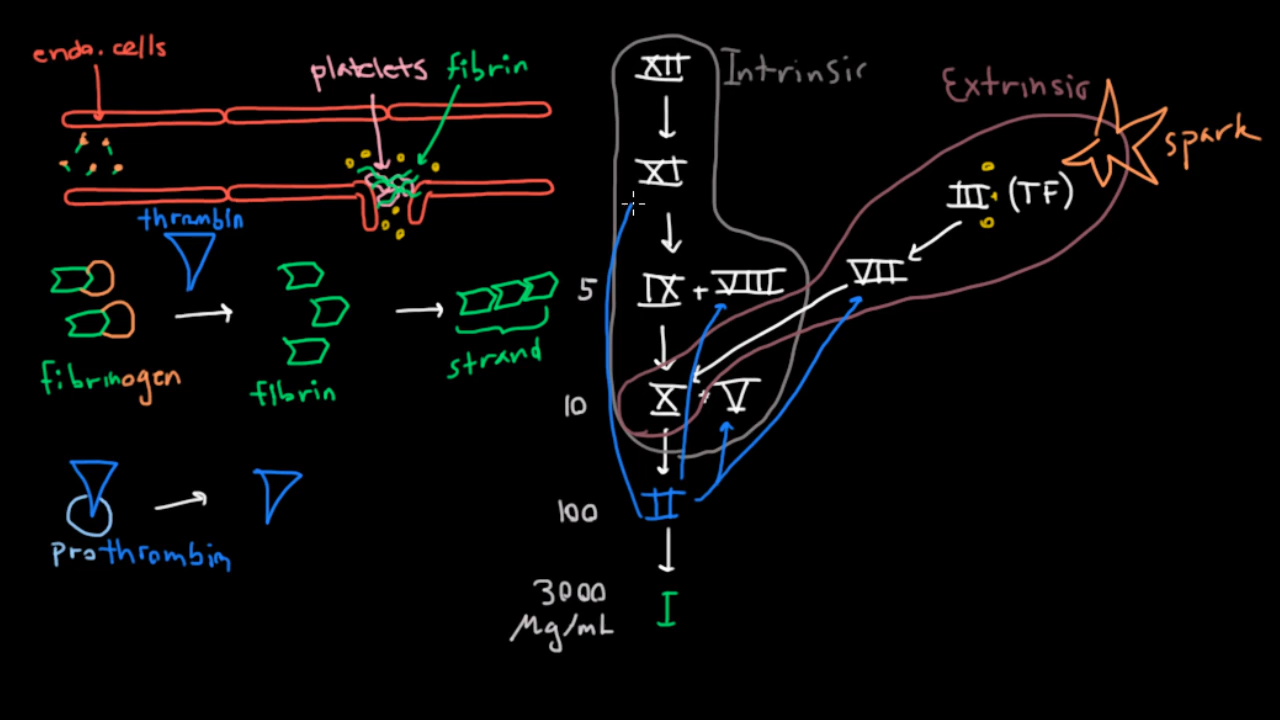 endo.cells
platelets
fibrin
thrombin
fibrinogen
fibrin
strand
prothrombin
Intrinsic
Extrinsic
spark
XII
XI
III (TF)
VII
5 IX + VIII
10 X + V
100 II
3000 I
Mg/mL